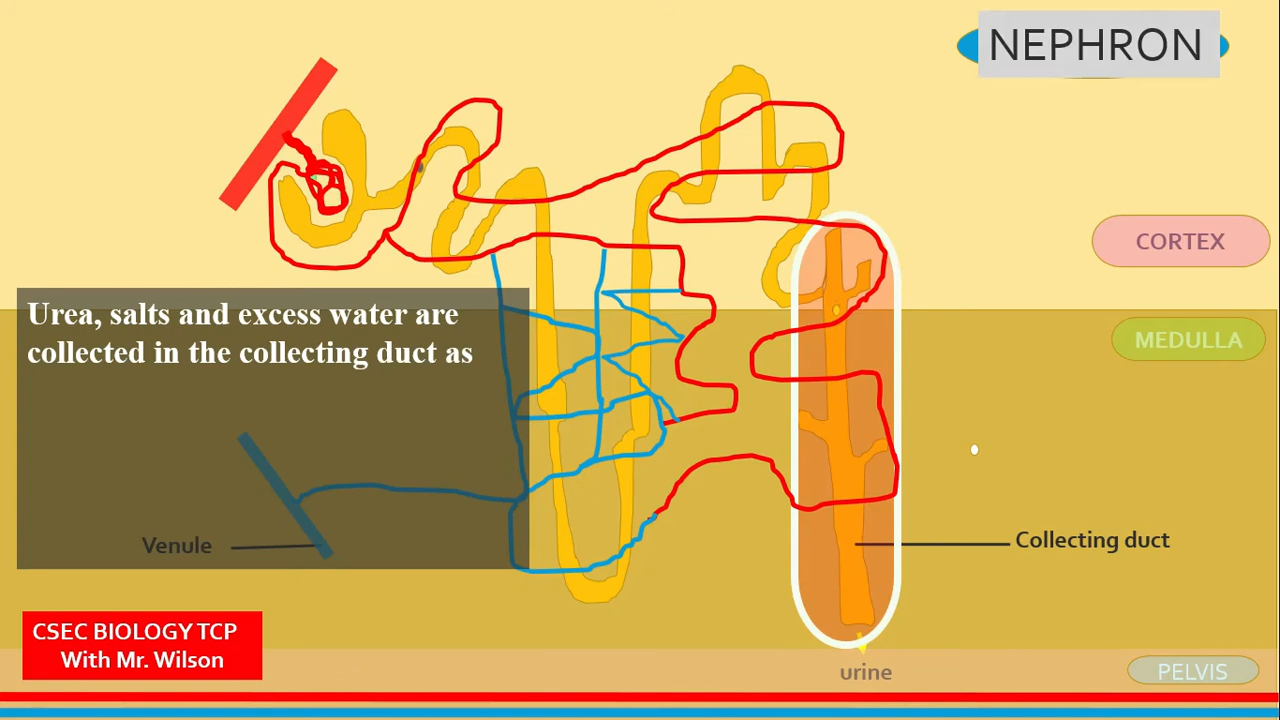 NEPHRON
CORTEX
Urea, salts and excess water are
collected in the collecting duct as
MEDULLA
Venule
Collecting duct
CSEC BIOLOGY TCP
With Mr. Wilson
urine
PELVIS